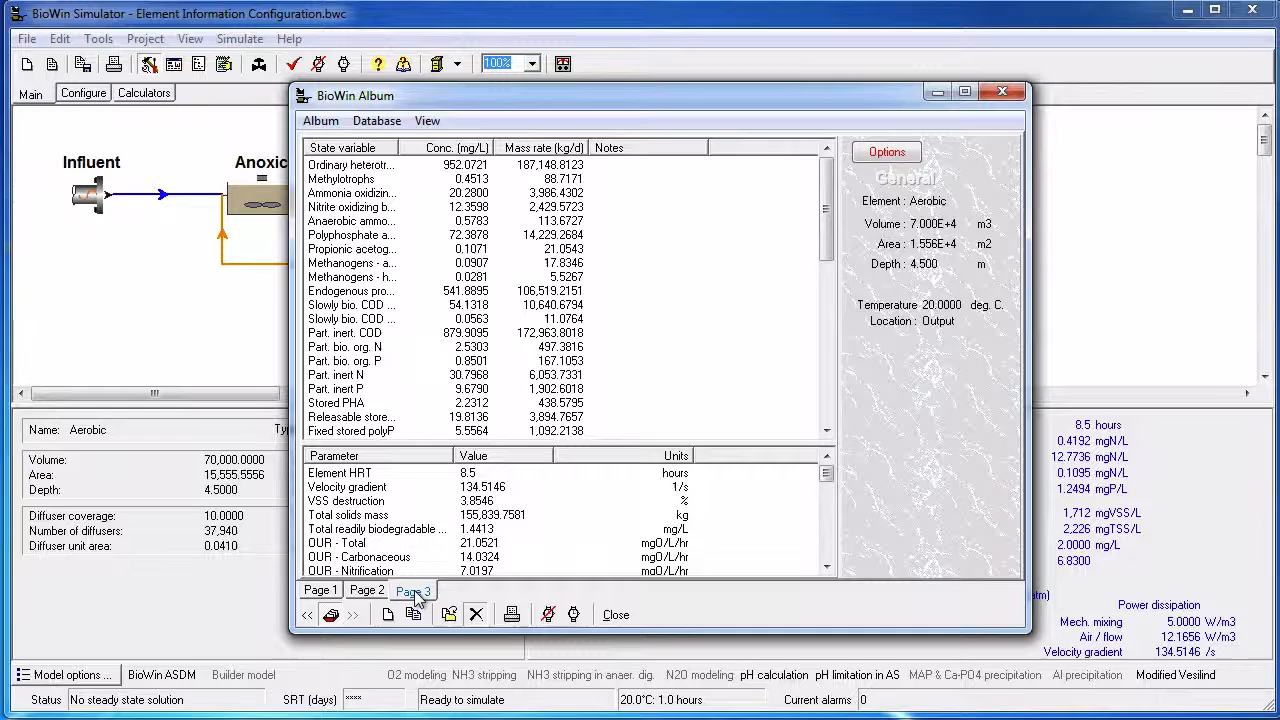 BioWin Simulator - Element Information Configuration.bwc
File Edit Tools Project View Simulate Help
100%
Main Configure Calculators
Influent
Anoxic
BioWin Album
Album Database View
State variable Conc. (mg/L) Mass rate (kg/d) Notes
Ordinary heterotr... 952.0721 187,148.8123
Methylotrophs 0.4513 88.7171
Ammonia oxidizin... 20.2800 3,986.4302
Nitrite oxidizing b... 12.3598 2,429.5723
Anaerobic ammo... 0.5783 113.6727
Polyphosphate a... 72.3878 14,229.2684
Propionic acetog... 0.1071 21.0543
Methanogens - a... 0.0907 17.8346
Methanogens - h... 0.0281 5.5267
Endogenous pro... 541.8895 106,519.2151
Slowly bio. COD ... 54.1318 10,640.6794
Slowly bio. COD ... 0.0563 11.0764
Part. inert. COD 879.9095 172,963.8018
Part. bio. org. N 2.5303 497.3816
Part. bio. org. P 0.8501 167.1053
Part. inert N 30.7968 6,053.7331
Part. inert P 9.6790 1,902.6018
Stored PHA 2.2312 438.5795
Releasable store... 19.8136 3,894.7657
Fixed stored polyP 5.5564 1,092.2138
Options
General
Element : Aerobic
Volume : 7.000E+4 m3
Area : 1.556E+4 m2
Depth : 4.500 m
Temperature 20.0000 deg. C.
Location : Output
Parameter Value Units
Element HRT 8.5 hours
Velocity gradient 134.5146 1/s
VSS destruction 3.8546 %
Total solids mass 155,839.7581 kg
Total readily biodegradable ... 1.4413 mg/L
OUR - Total 21.0521 mgO/L/hr
OUR - Carbonaceous 14.0324 mgO/L/hr
OUR - Nitrification 7.0197 mgO/L/hr
Page 1 Page 2 Page 3
<< >> Close
Name: Aerobic Ty
Volume: 70,000.0000
Area: 15,555.5556
Depth: 4.5000
Diffuser coverage: 10.0000
Number of diffusers: 37,940
Diffuser unit area: 0.0410
8.5 hours
0.4192 mgN/L
12.7736 mgN/L
0.1095 mgN/L
1.2494 mgP/L
1,712 mgVSS/L
2,226 mgTSS/L
2.0000 mg/L
6.8300
atm)
Power dissipation
Mech. mixing 5.0000 W/m3
Air / flow 12.1656 W/m3
Velocity gradient 134.5146 /s
Model options ... BioWin ASDM Builder model O2 modeling NH3 stripping NH3 stripping in anaer. dig. N2O modeling pH calculation pH limitation in AS MAP & Ca-PO4 precipitation Al precipitation Modified Vesilind
Status No steady state solution SRT (days) **** Ready to simulate 20.0°C: 1.0 hours Current alarms 0